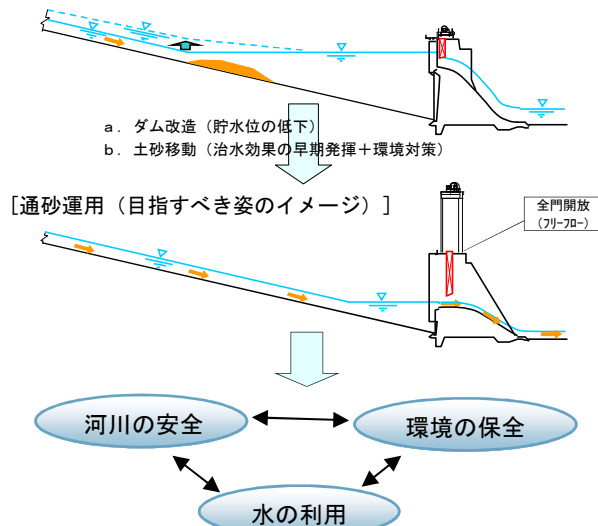 a．ダム改造（貯水位の低下）
b．土砂移動（治水効果の早期発揮＋環境対策）
[通砂運用（目指すべき姿のイメージ）]
全門開放
（ﾌﾘｰﾌﾛｰ）
河川の安全
環境の保全
水の利用